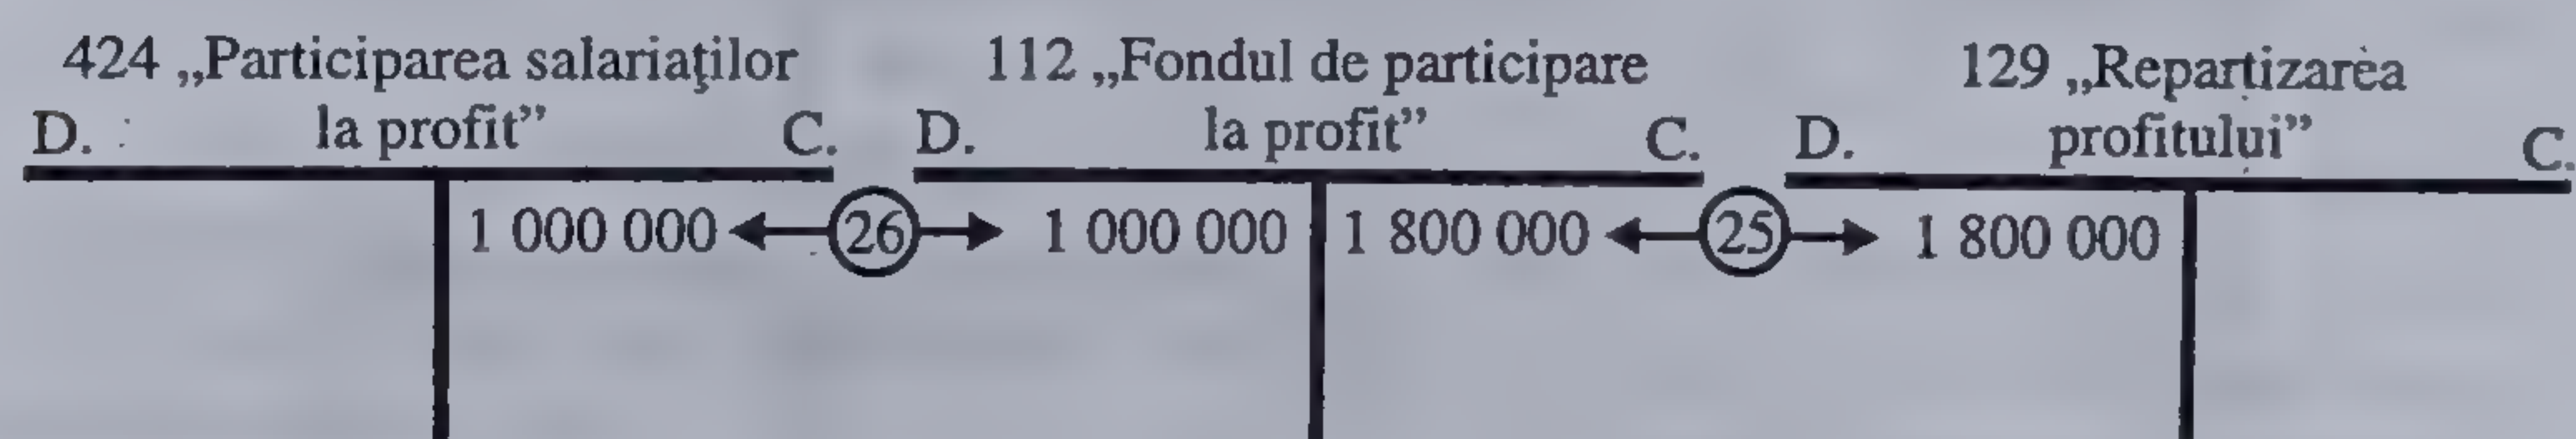 424 „Participarea salariaţilor
la profit”
D. C.
1 000 000
112 „Fondul de participare
la profit”
D. C.
26
1 000 000 1 800 000
129 „Repartizarea
profitului”
D. C.
25
1 800 000